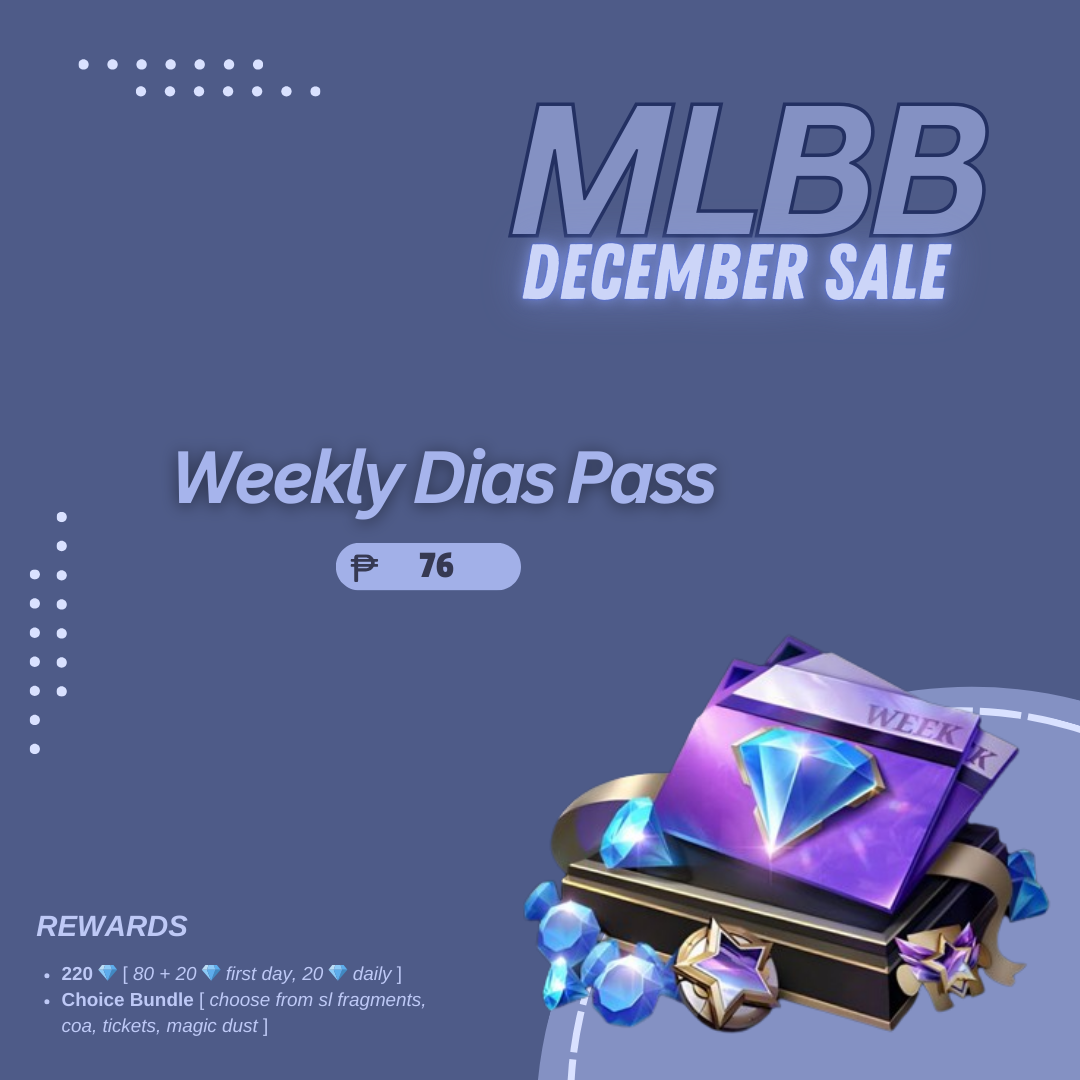 MLBB
DECEMBER SALE
Weekly Dias Pass
₱ 76
WEEK
K
REWARDS
• 220 💎 [ 80 + 20 💎 first day, 20 💎 daily ]
• Choice Bundle [ choose from sl fragments,
coa, tickets, magic dust ]